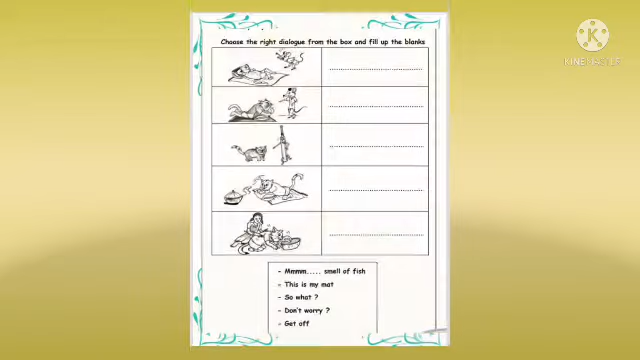 K
KINEMASTER
Choose the right dialogue from the box and fill up the blanks
- Mmmm..... smell of fish
- This is my mat
- So what ?
- Don't worry ?
- Get off